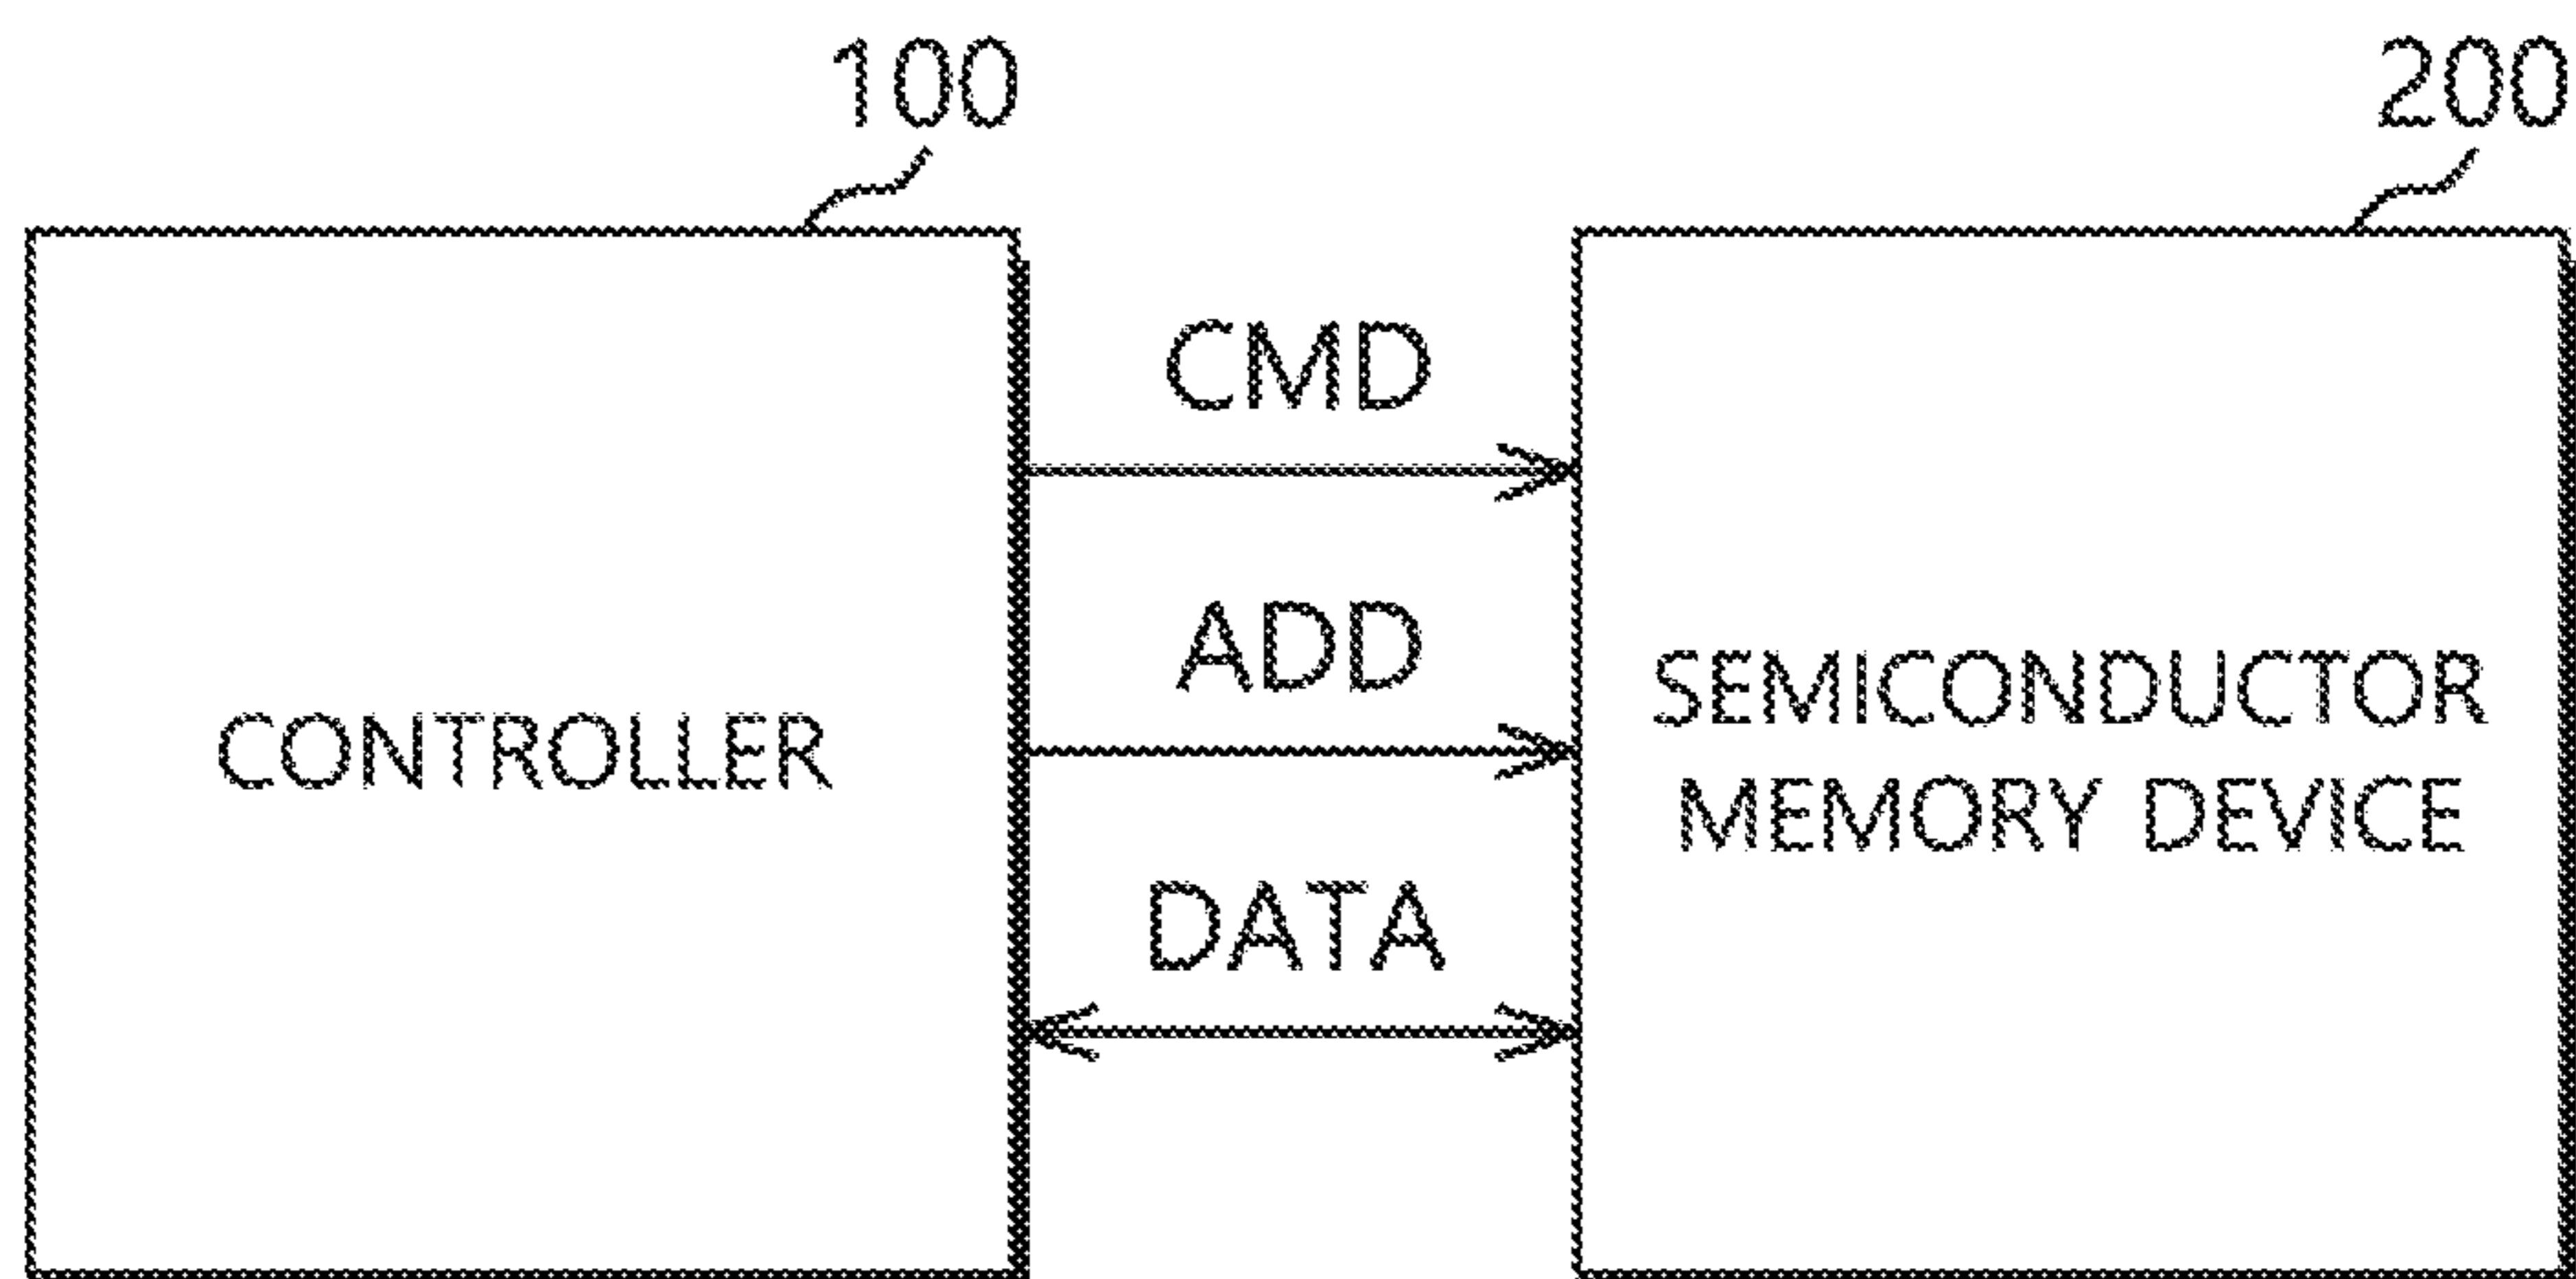 100
200
CONTROLLER
CMD
ADD
DATA
SEMICONDUCTOR
MEMORY DEVICE